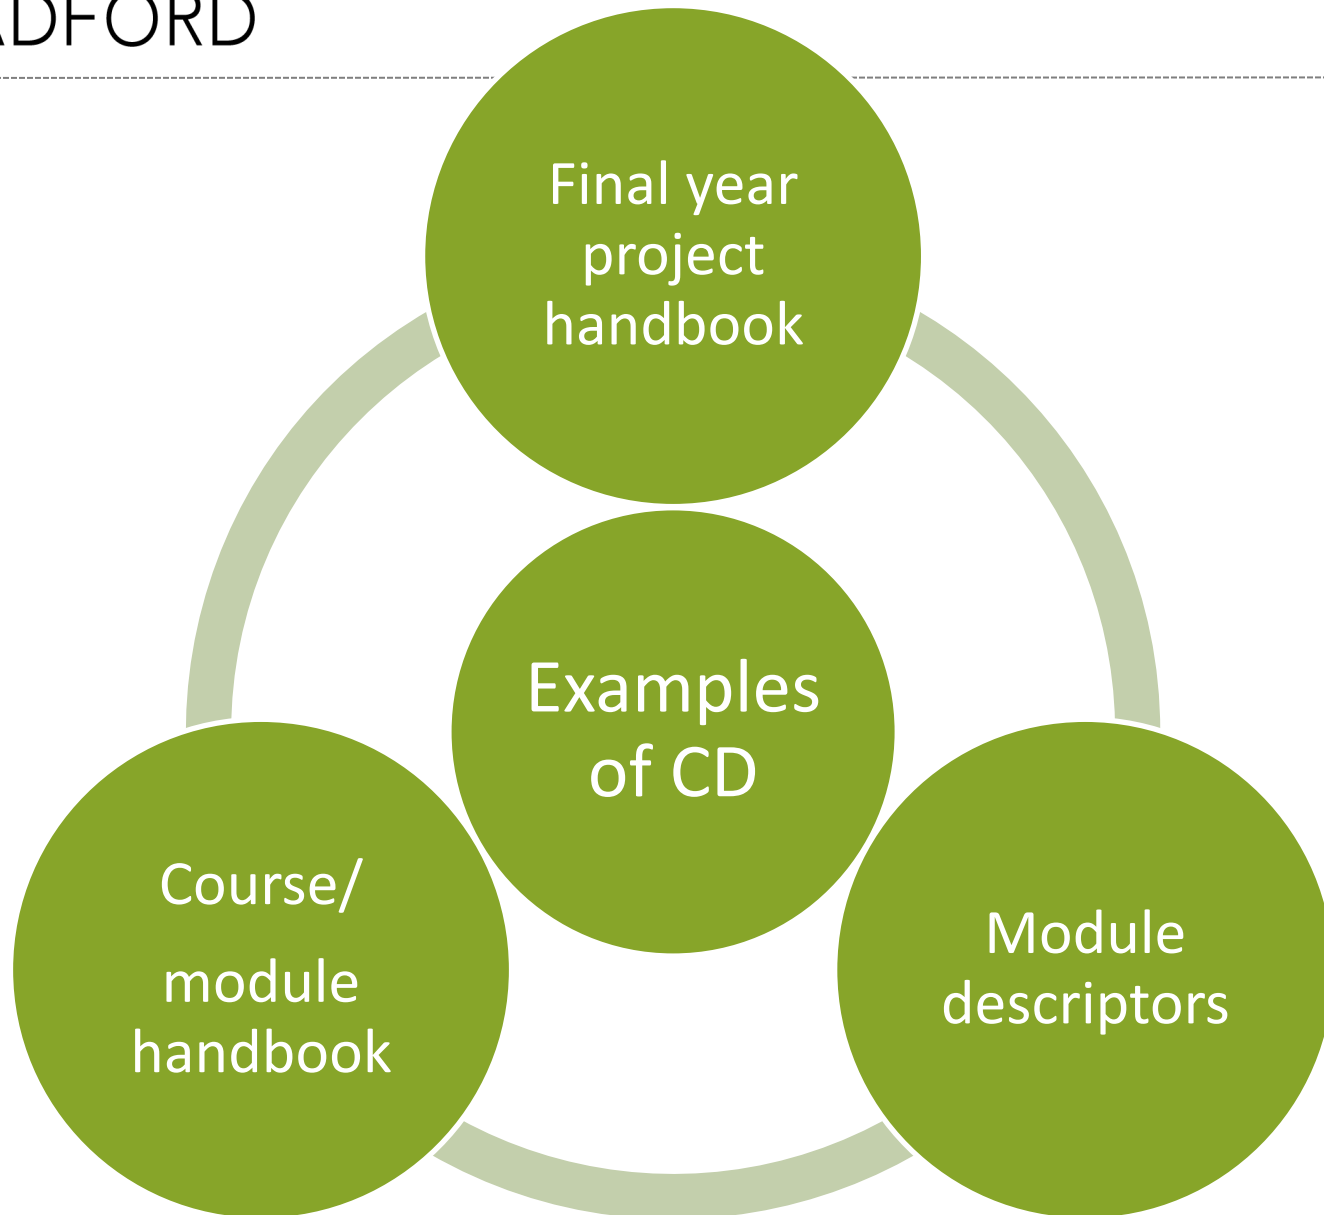 ADFORD
Final year
project
handbook
Examples
of CD
Course/
module
handbook
Module
descriptors